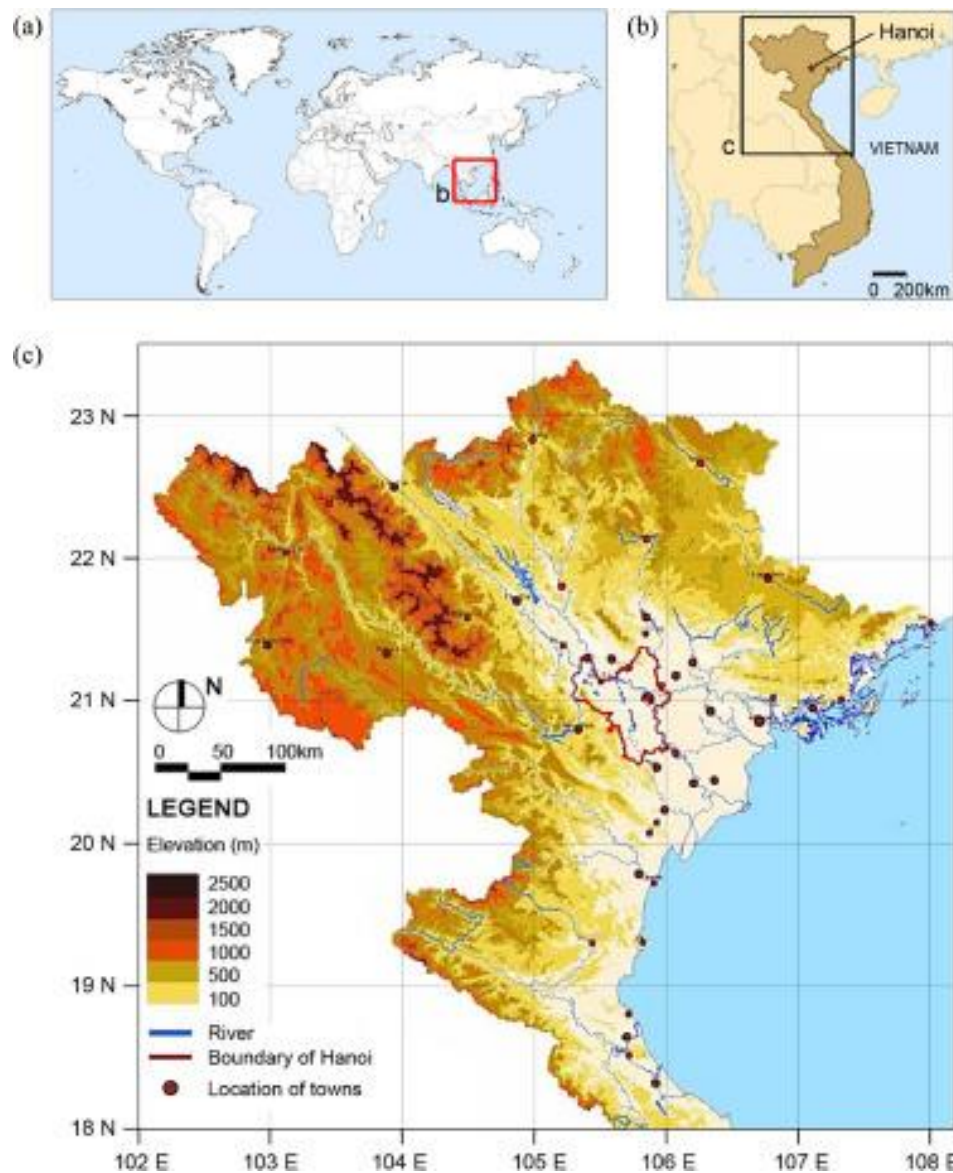 (a)
b
(b)
Hanoi
c
VIETNAM
0 200km
(c)
23 N
22 N
21 N
20 N
19 N
18 N
N
0 50 100km
LEGEND
Elevation (m)
2500
2000
1500
1000
500
100
River
Boundary of Hanoi
Location of towns
102 E 103 E 104 E 105 E 106 E 107 E 108 E